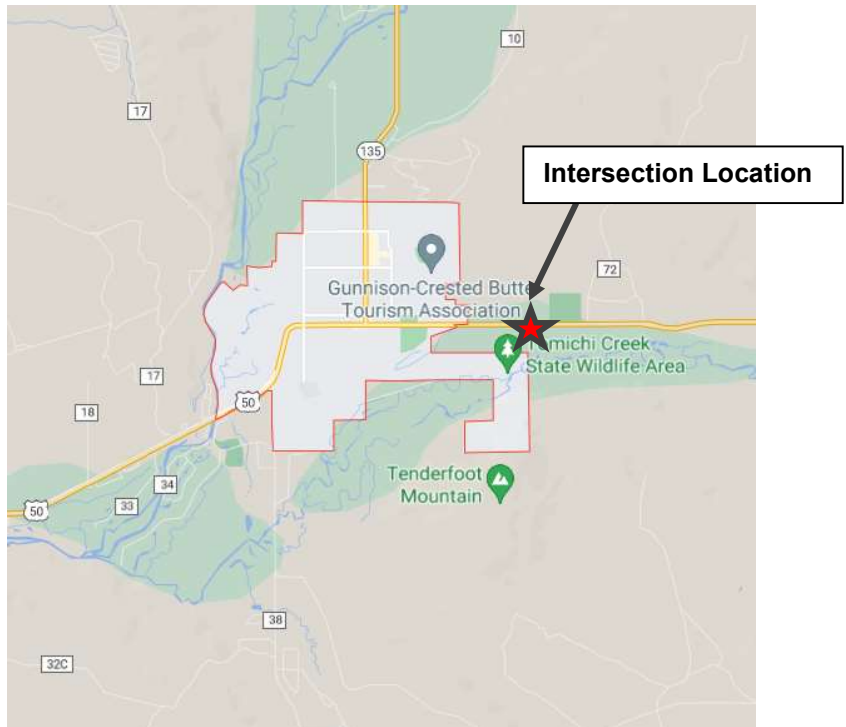 10
17
135
Intersection Location
72
Gunnison-Crested Butte
Tourism Association
Tomichi Creek
State Wildlife Area
17
18
50
Tenderfoot
Mountain
34
33
50
38
32C